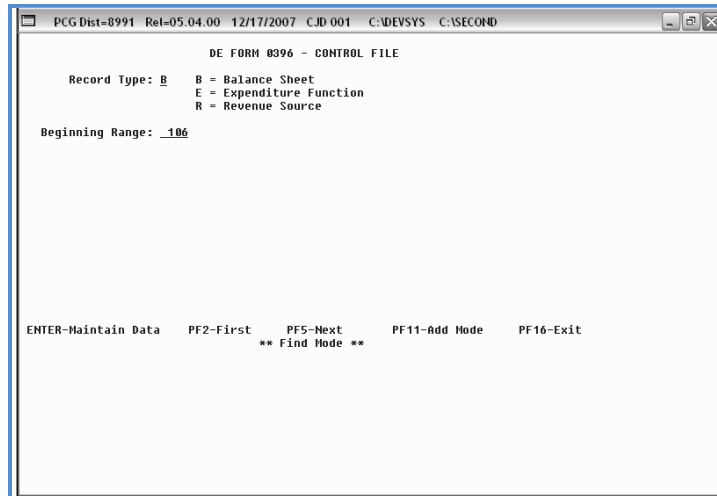 PCG Dist=8991 Rel=05.04.00 12/17/2007 CJD 001 C:\DEVSYS C:\SECOND
DE FORM 0396 - CONTROL FILE
Record Type: B B = Balance Sheet
E = Expenditure Function
R = Revenue Source
Beginning Range: 106
ENTER-Maintain Data PF2-First PF5-Next PF11-Add Mode PF16-Exit
** Find Mode **